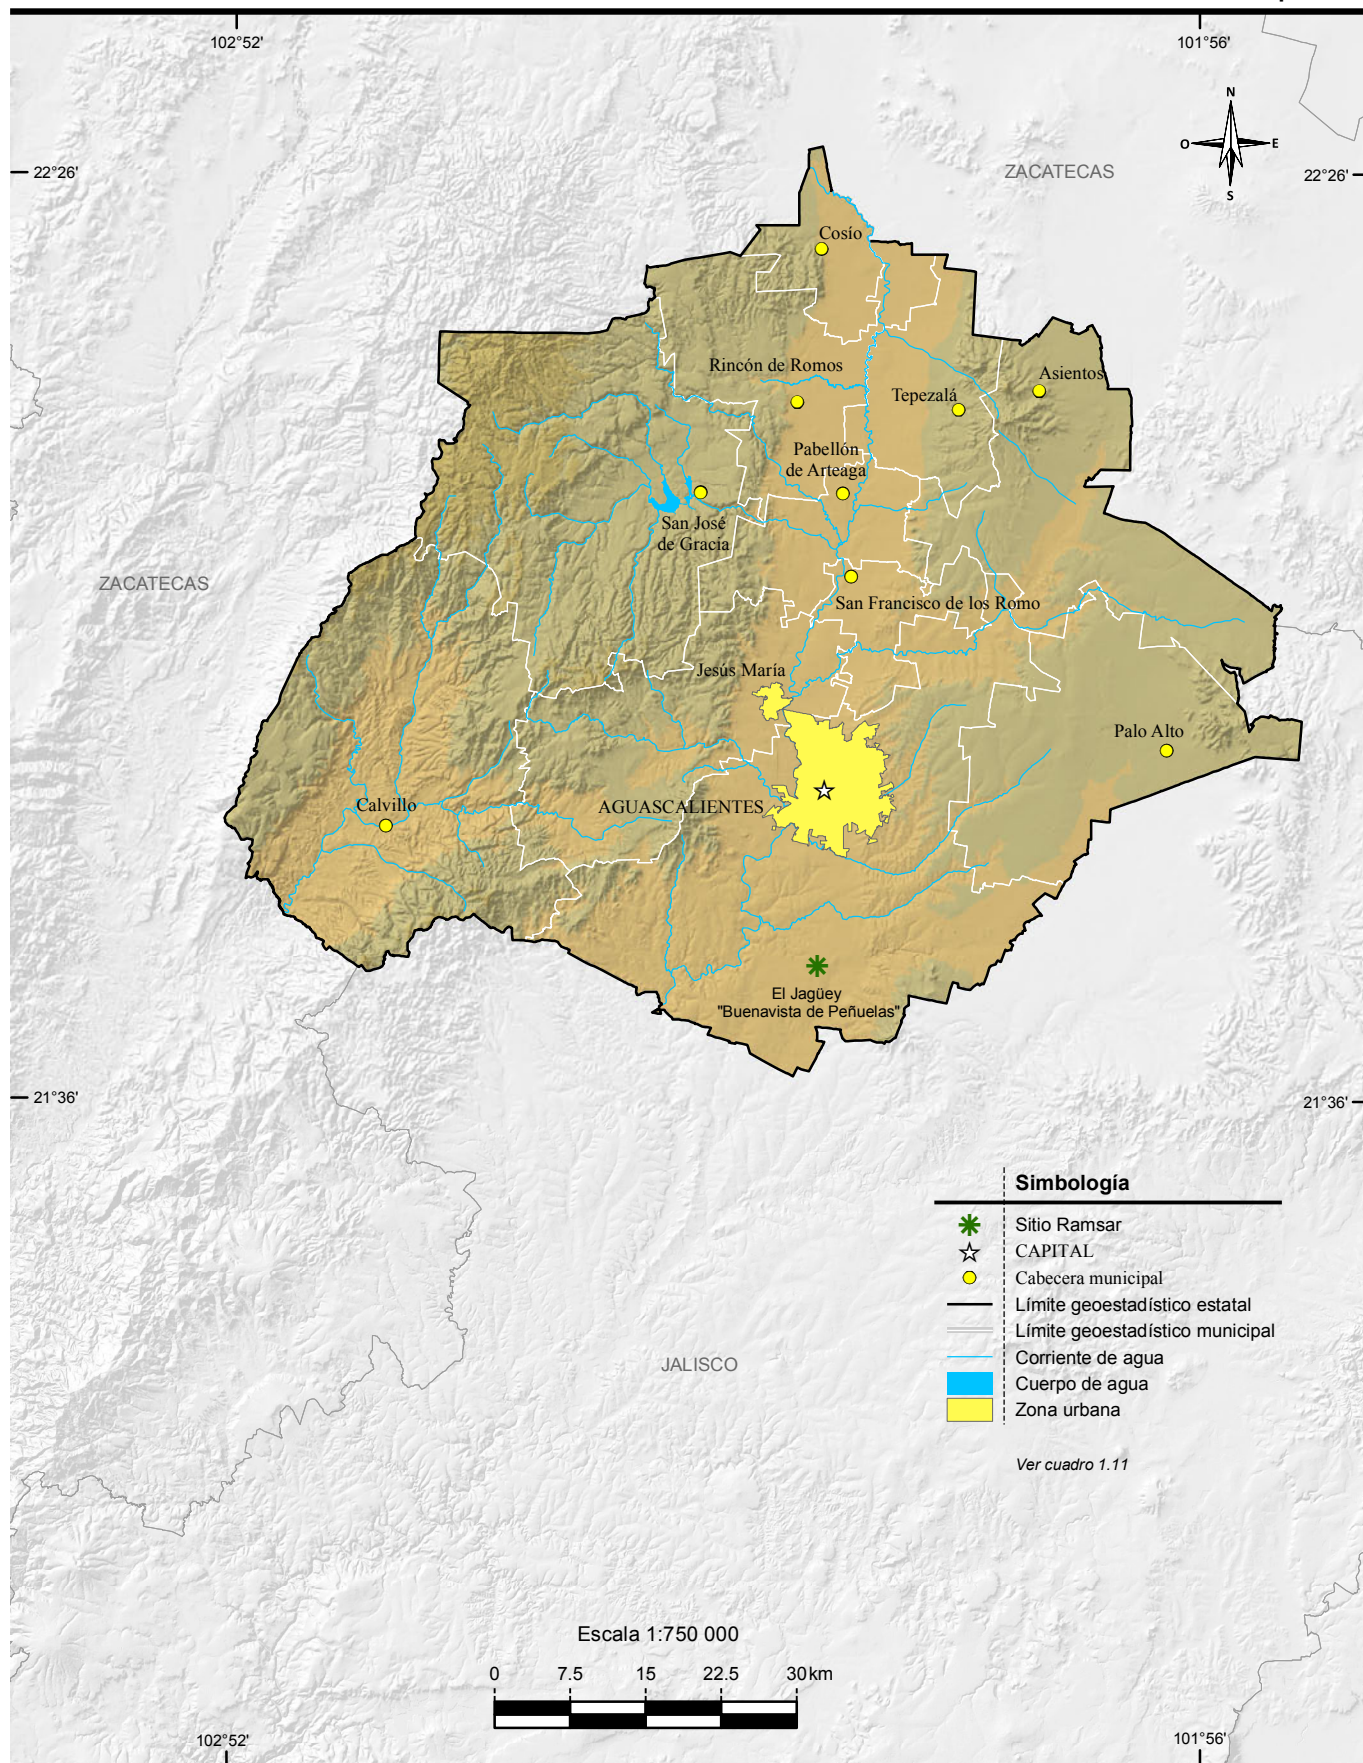 102°52'
101°56'
N
O
E
S
22°26'
ZACATECAS
22°26'
Cosío
Rincón de Romos
Asientos
Tepezalá
Pabellón
de Arteaga
San José
de Gracia
ZACATECAS
San Francisco de los Romo
Jesús María
Palo Alto
Calvillo
AGUASCALIENTES
El Jagüey
"Buenavista de Peñuelas"
21°36'
21°36'
Simbología
Sitio Ramsar
CAPITAL
Cabecera municipal
Límite geoestadístico estatal
Límite geoestadístico municipal
Corriente de agua
Cuerpo de agua
Zona urbana
JALISCO
Ver cuadro 1.11
Escala 1:750 000
0 7.5 15 22.5 30 km
102°52'
101°56'